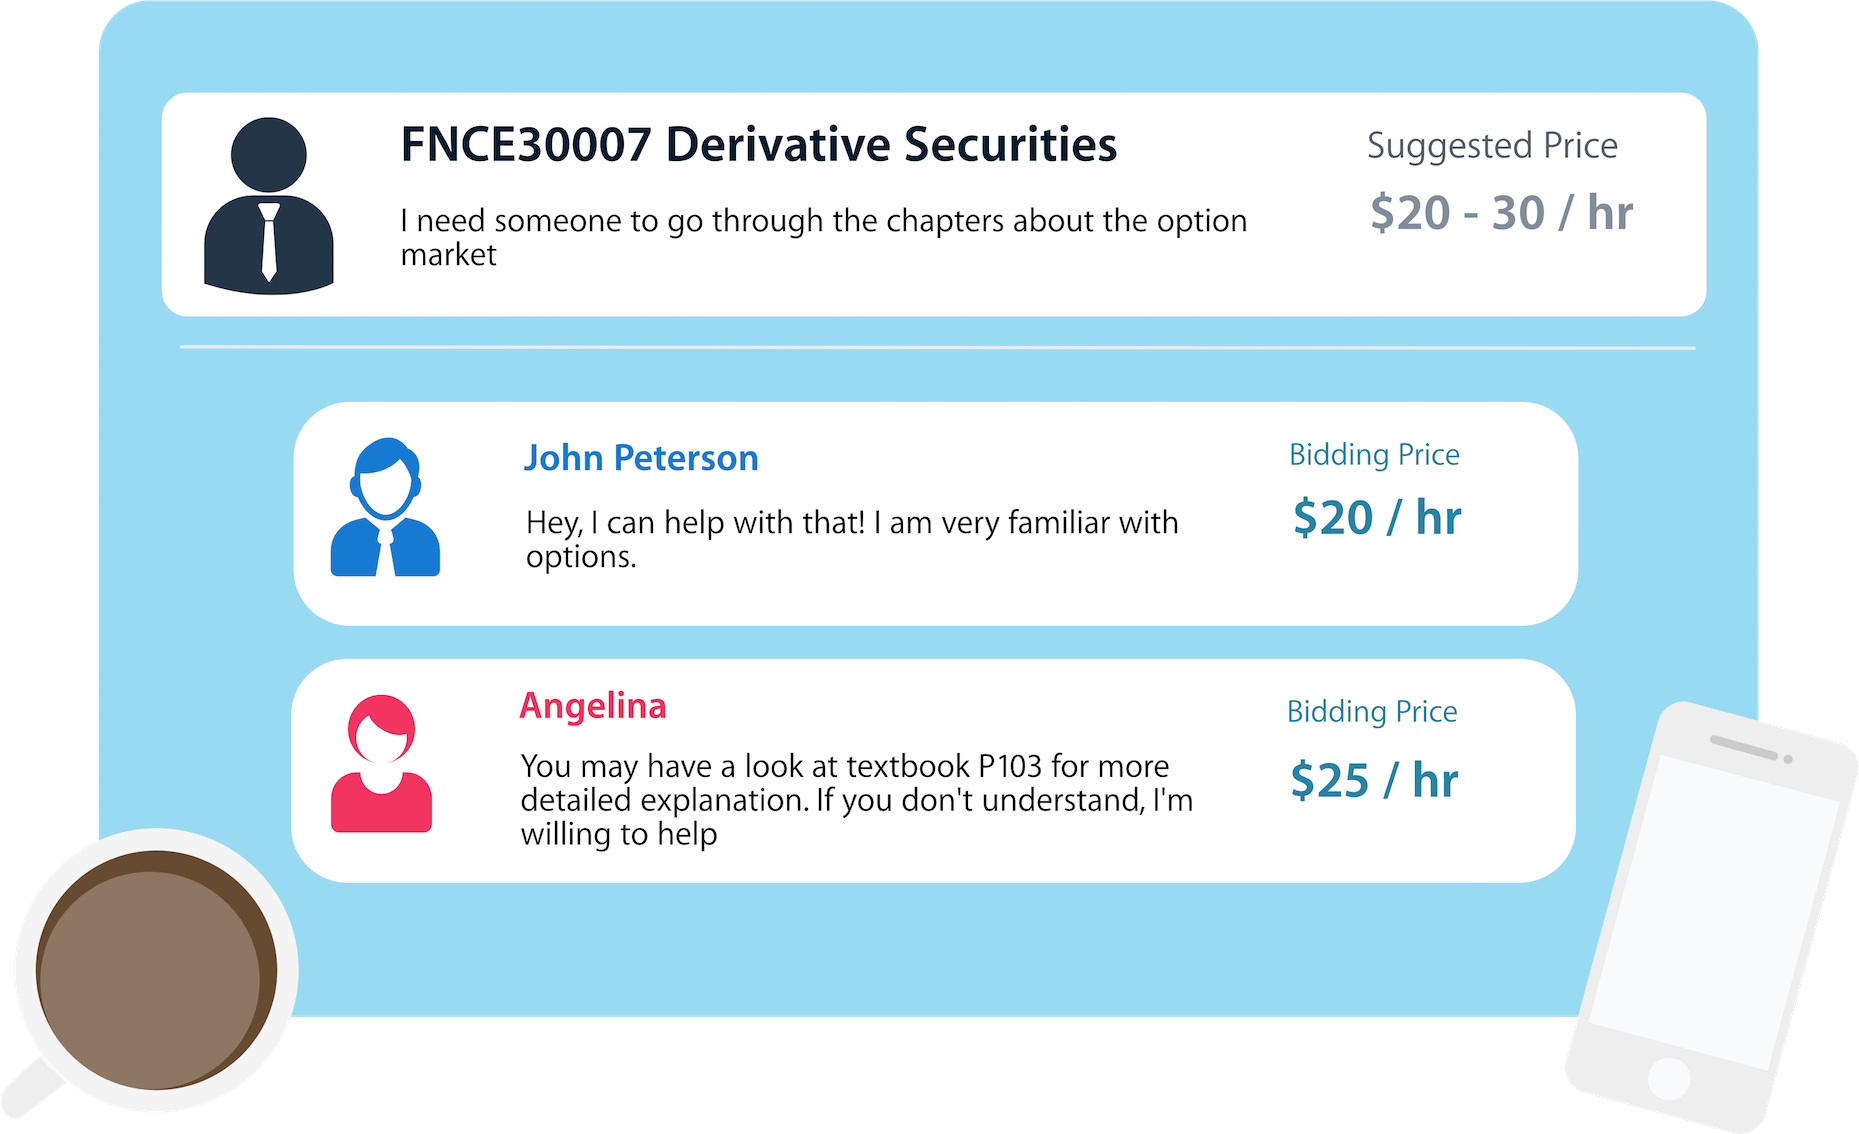 FNCE30007 Derivative Securities
I need someone to go through the chapters about the option
market
Suggested Price
$20 - 30 / hr
John Peterson
Hey, I can help with that! I am very familiar with
options.
Bidding Price
$20 / hr
Angelina
You may have a look at textbook P103 for more
detailed explanation. If you don't understand, I'm
willing to help
Bidding Price
$25 / hr